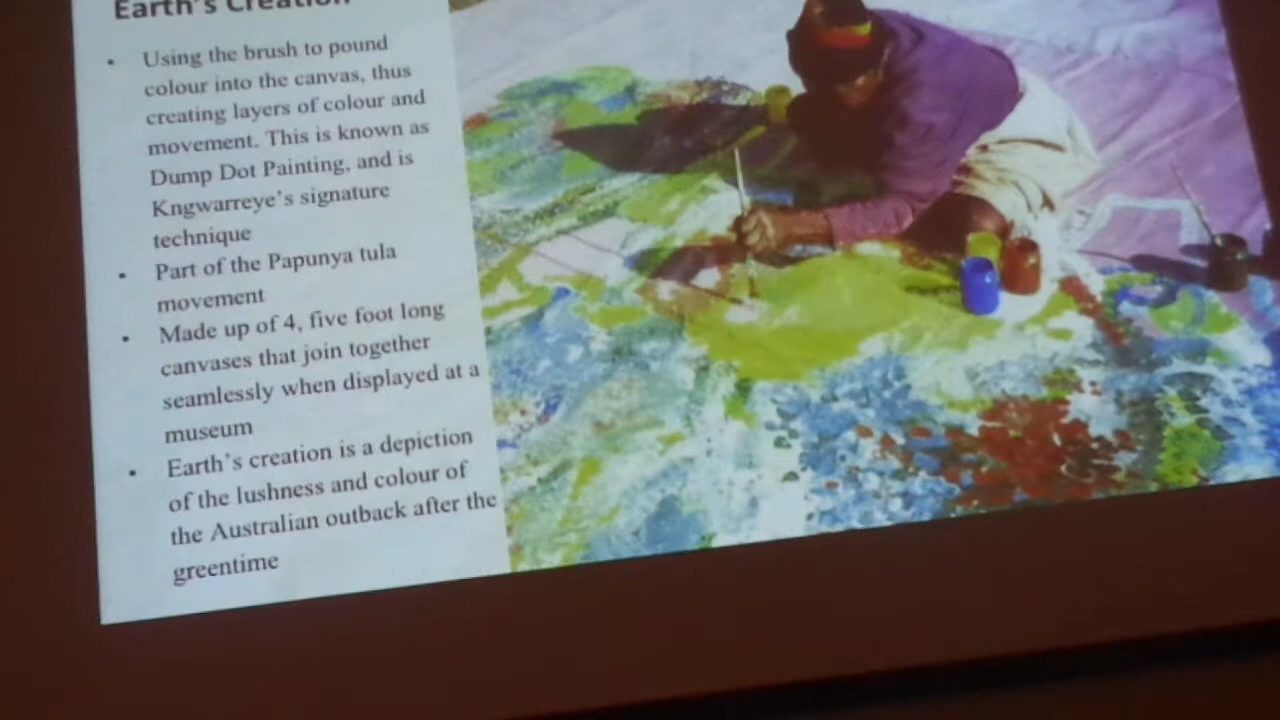 Earth's Creation
• Using the brush to pound
colour into the canvas, thus
creating layers of colour and
movement. This is known as
Dump Dot Painting, and is
Kngwarreye's signature
technique
• Part of the Papunya tula
movement
• Made up of 4, five foot long
canvases that join together
seamlessly when displayed at a
museum
• Earth's creation is a depiction
of the lushness and colour of
the Australian outback after the
greentime